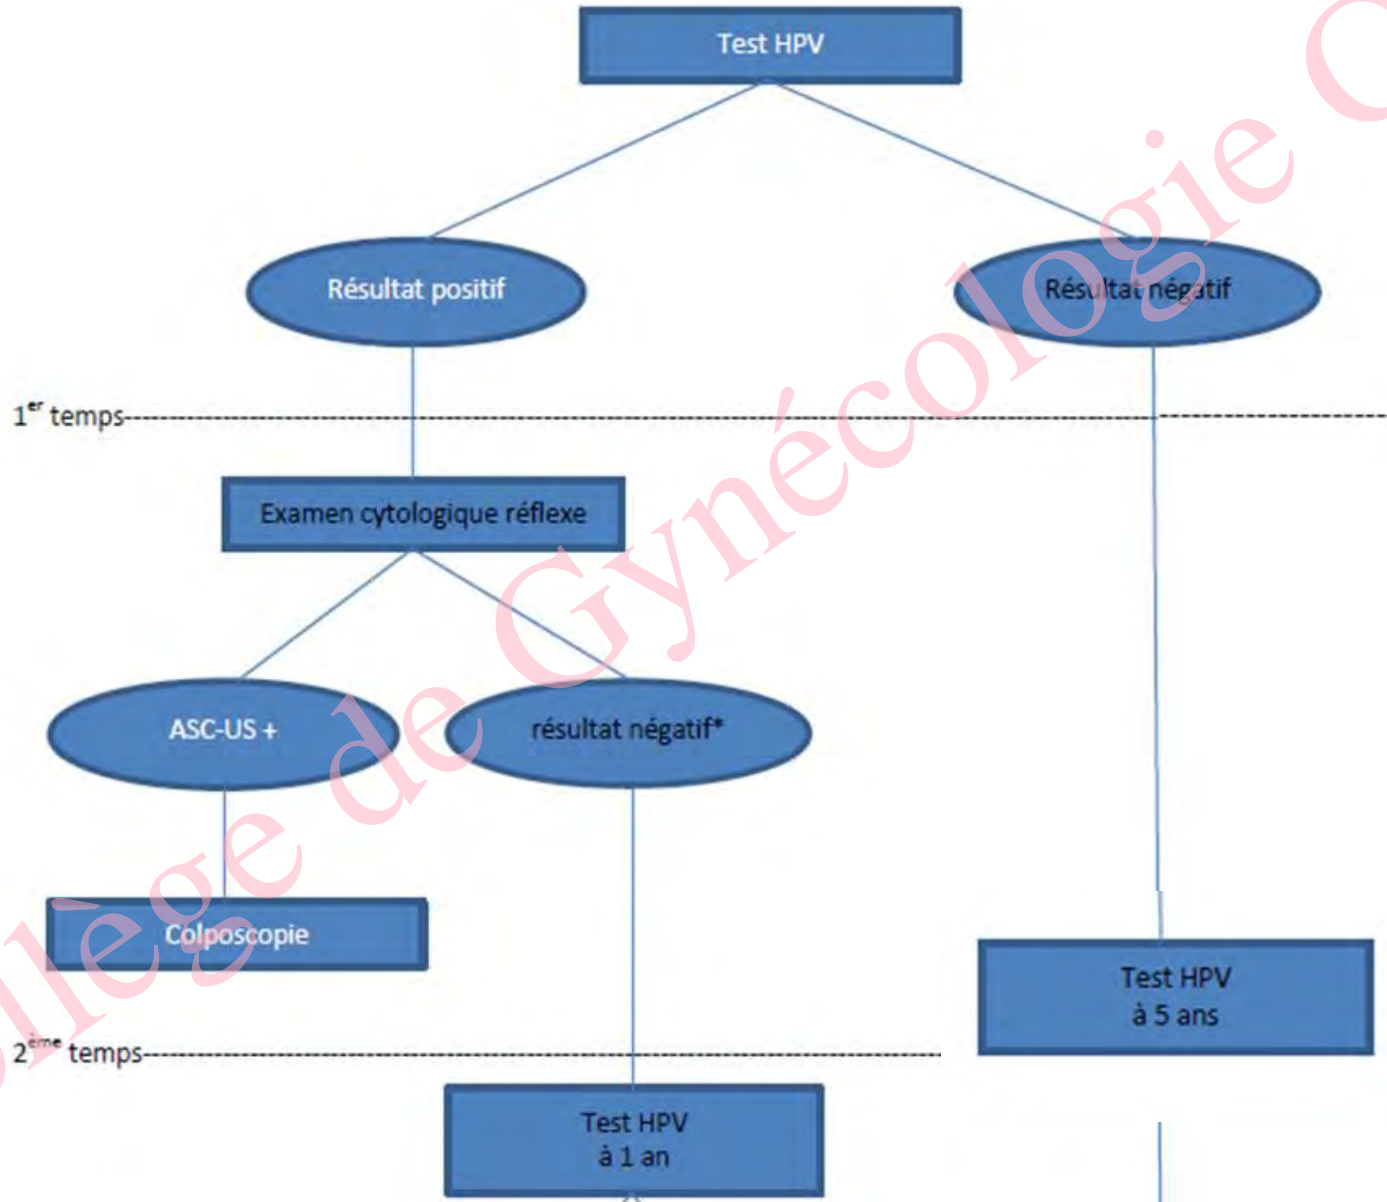 Test HPV
Résultat positif
Résultat négatif
1er temps
Examen cytologique réflexe
ASC-US +
résultat négatif*
Colposcopie
Test HPV
à 5 ans
2ème temps
Test HPV
à 1 an
ollège de Gynécologie C